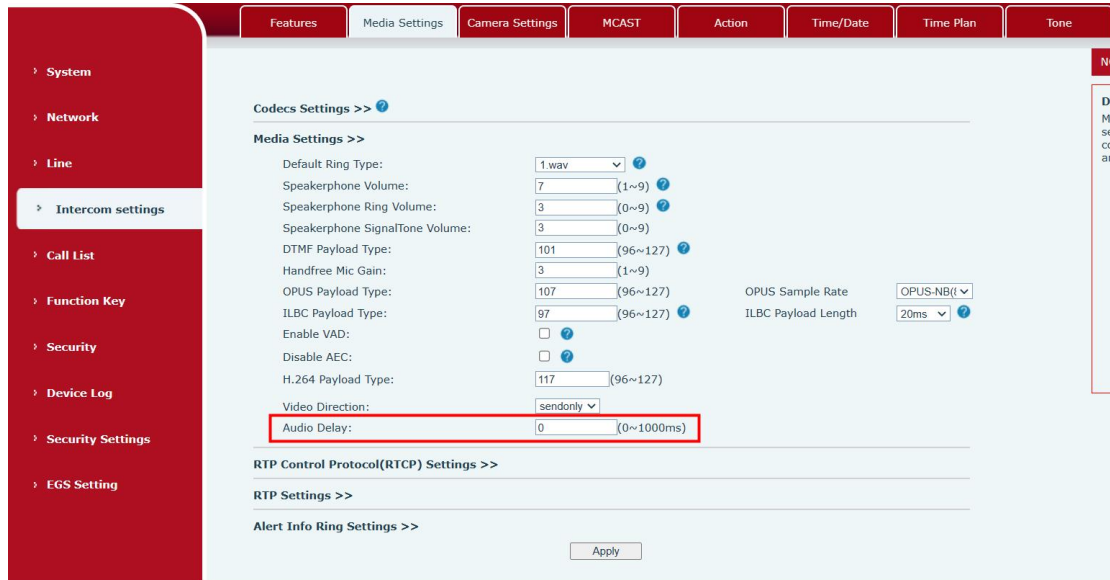 Features Media Settings Camera Settings MCAST Action Time/Date Time Plan Tone
System
Network
Line
Intercom settings
Call List
Function Key
Security
Device Log
Security Settings
EGS Setting
Codecs Settings >>
Media Settings >>
Default Ring Type: 1.wav
Speakerphone Volume: 7 (1~9)
Speakerphone Ring Volume: 3 (0~9)
Speakerphone SignalTone Volume: 3 (0~9)
DTMF Payload Type: 101 (96~127)
Handfree Mic Gain: 3 (1~9)
OPUS Payload Type: 107 (96~127) OPUS Sample Rate OPUS-NB(
ILBC Payload Type: 97 (96~127) ILBC Payload Length 20ms
Enable VAD:
Disable AEC:
H.264 Payload Type: 117 (96~127)
Video Direction: sendonly
Audio Delay: 0 (0~1000ms)
RTP Control Protocol(RTCP) Settings >>
RTP Settings >>
Alert Info Ring Settings >>
Apply